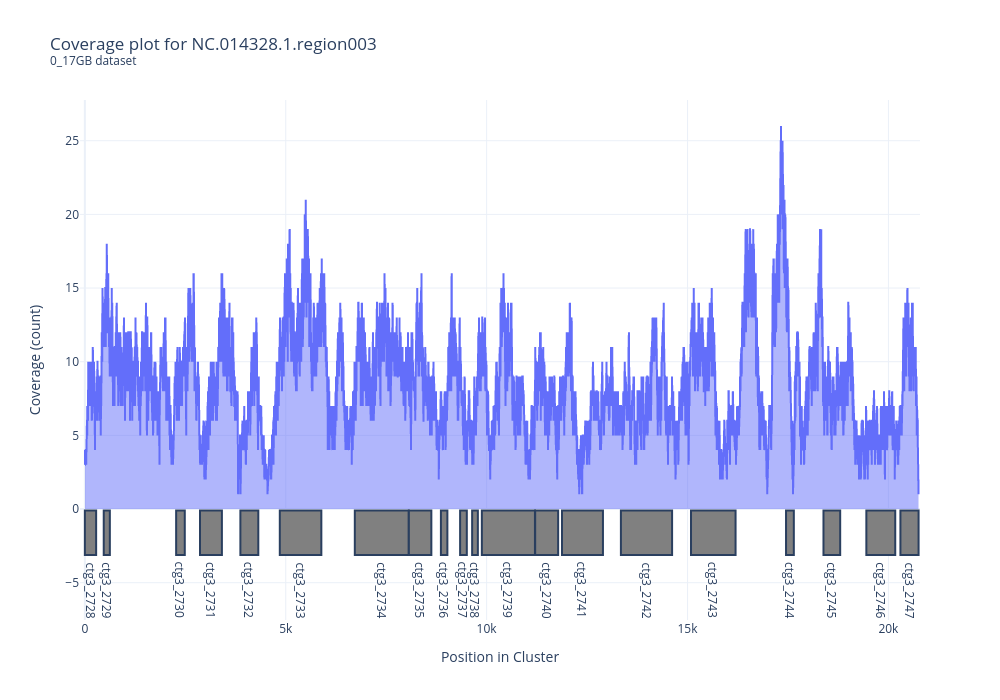 Coverage plot for NC.014328.1.region003
0_17GB dataset
25
20
15
10
5
0
−5
Coverage (count)
ctg3_2728
ctg3_2729
ctg3_2730
ctg3_2731
ctg3_2732
ctg3_2733
ctg3_2734
ctg3_2735
ctg3_2736
ctg3_2737
ctg3_2738
ctg3_2739
ctg3_2740
ctg3_2741
ctg3_2742
ctg3_2743
ctg3_2744
ctg3_2745
ctg3_2746
ctg3_2747
0 5k 10k 15k 20k
Position in Cluster